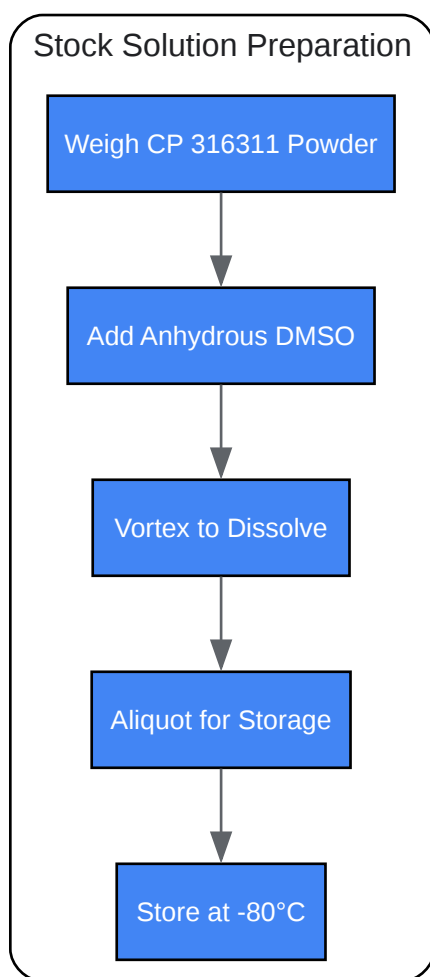 Stock Solution Preparation
Weigh CP 316311 Powder
Add Anhydrous DMSO
Vortex to Dissolve
Aliquot for Storage
Store at -80°C